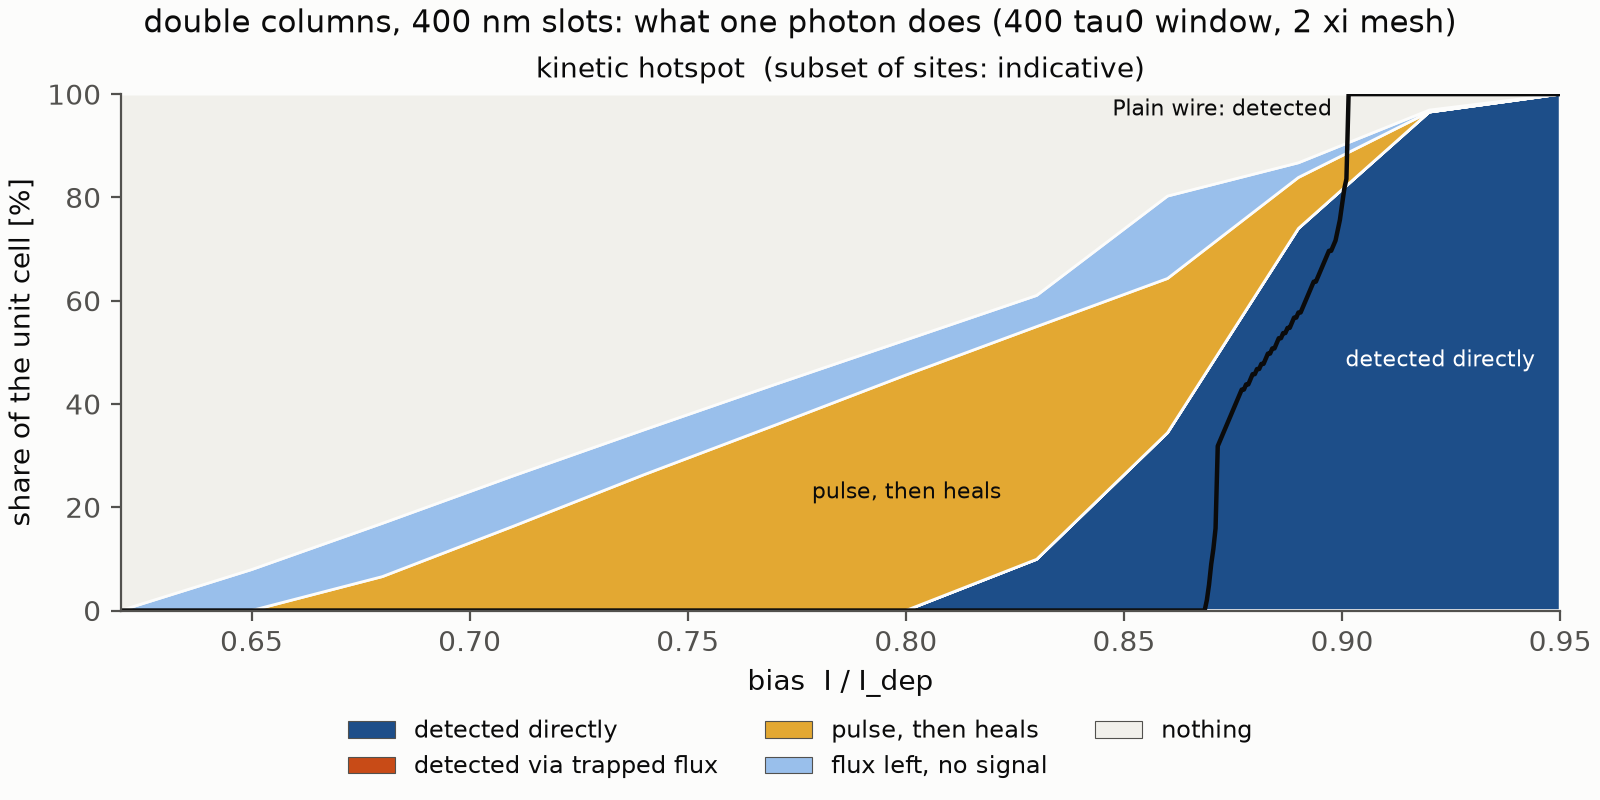 double columns, 400 nm slots: what one photon does (400 tau0 window, 2 xi mesh)
kinetic hotspot  (subset of sites: indicative)
share of the unit cell [%]
100
80
60
40
20
0
Plain wire: detected
detected directly
pulse, then heals
0.65 0.70 0.75 0.80 0.85 0.90 0.95
bias  I / I_dep
detected directly
detected via trapped flux
pulse, then heals
flux left, no signal
nothing